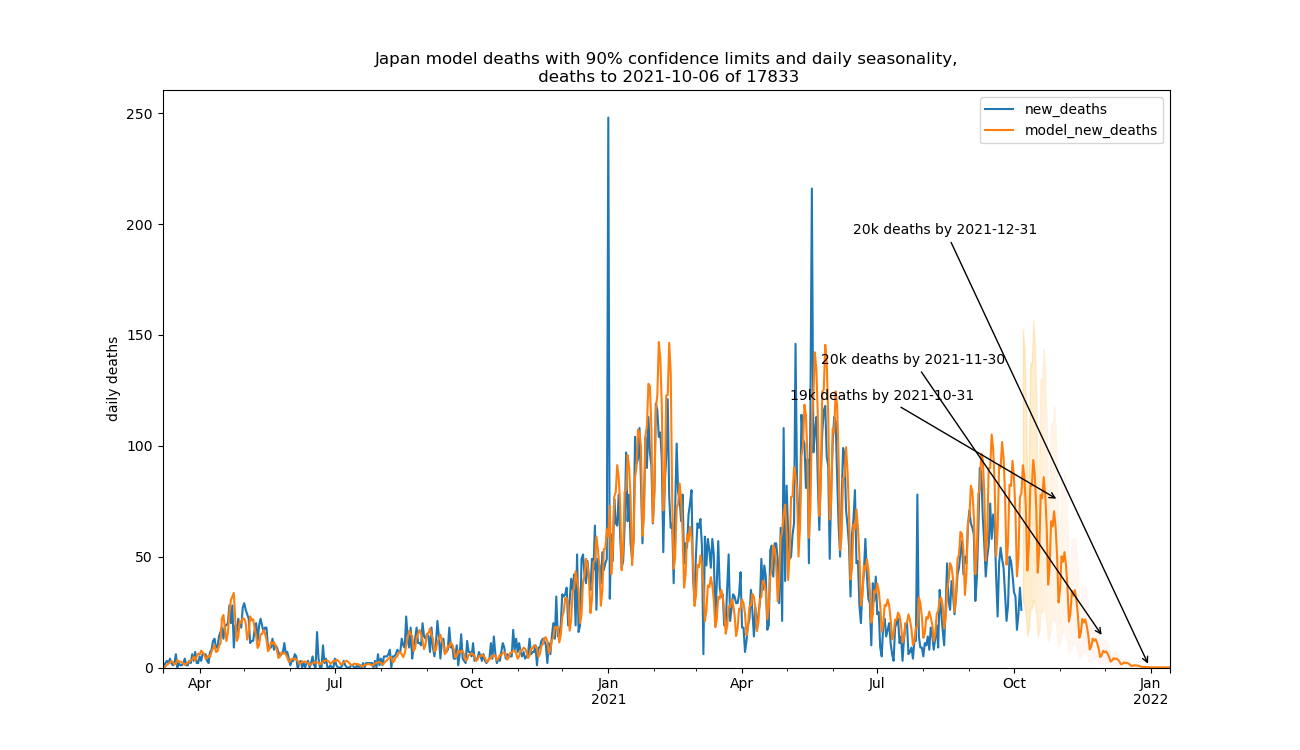 Japan model deaths with 90% confidence limits and daily seasonality,
deaths to 2021-10-06 of 17833
250
200
150
100
50
0
daily deaths
new_deaths
model_new_deaths
20k deaths by 2021-12-31
20k deaths by 2021-11-30
19k deaths by 2021-10-31
Apr
Jul
Oct
Jan
2021
Apr
Jul
Oct
Jan
2022